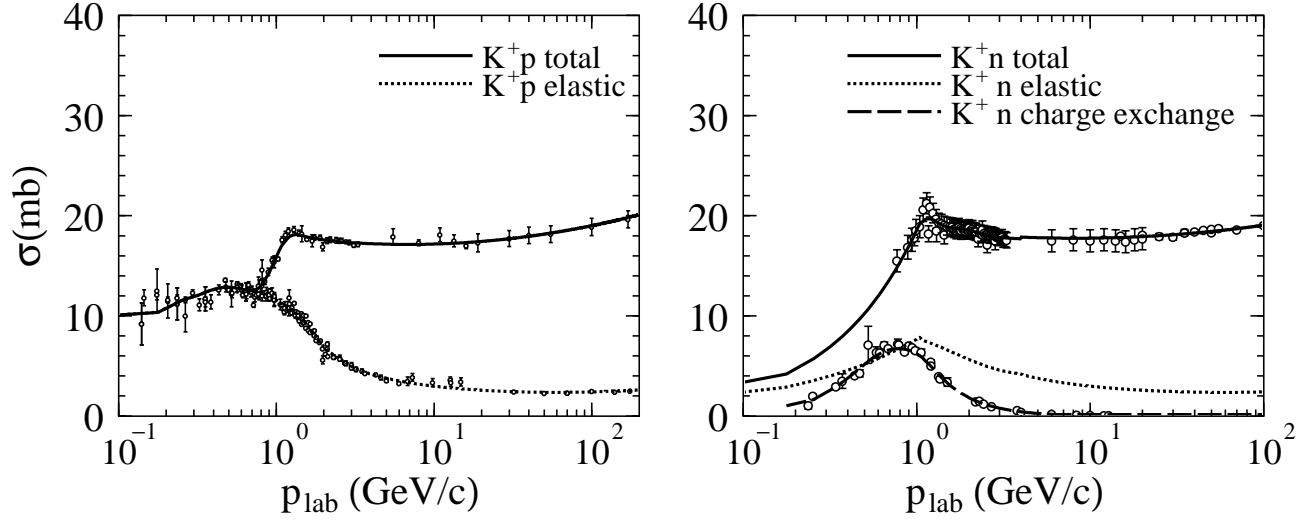 σ(mb)
40
30
20
10
0
K⁺p total
K⁺p elastic
10⁻¹
10⁰
10¹
10²
p_lab (GeV/c)
40
30
20
10
0
K⁺n total
K⁺ n elastic
K⁺ n charge exchange
10⁻¹
10⁰
10¹
10²
p_lab (GeV/c)